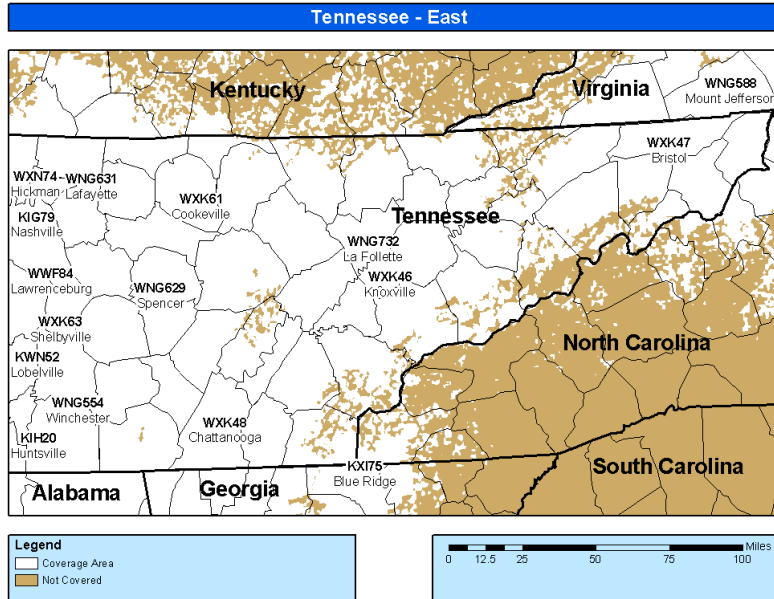 Tennessee - East
Kentucky
Virginia
WNG588
Mount Jefferson
WXK47
Bristol
WXN74
Hickman
WNG631
Lafayette
WXK61
Cookeville
KIG79
Nashville
Tennessee
WNG732
La Follette
WWF84
Lawrenceburg
WNG629
Spencer
WXK46
Knoxville
WXK63
Shelbyville
North Carolina
KWN52
Lobelville
WNG554
Winchester
WXK48
Chattanooga
KIH20
Huntsville
KXI75
Blue Ridge
South Carolina
Alabama
Georgia
Legend
Coverage Area
Not Covered
Miles
0 12.5 25 50 75 100